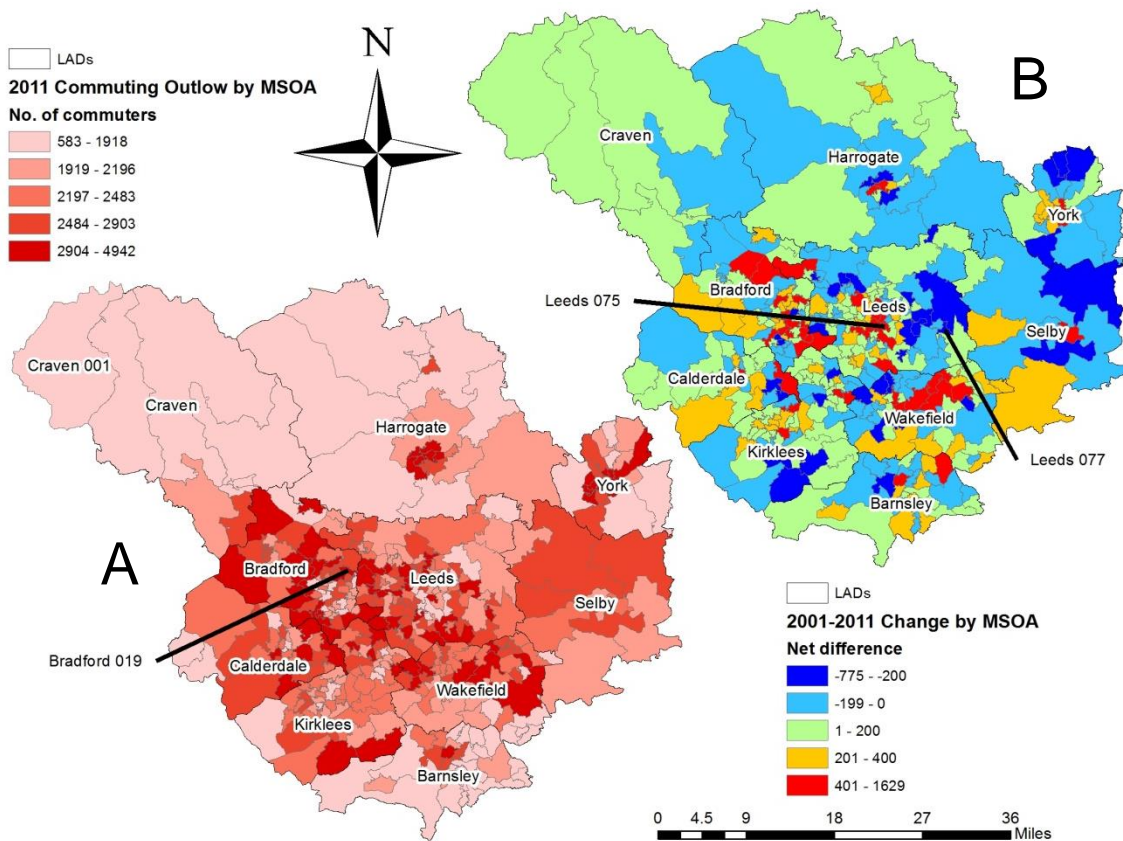 LADs
2011 Commuting Outlow by MSOA
No. of commuters
583 - 1918
1919 - 2196
2197 - 2483
2484 - 2903
2904 - 4942
N
B
Craven
Harrogate
York
Bradford
Leeds 075
Leeds
Selby
Calderdale
Wakefield
Kirklees
Leeds 077
Barnsley
A
Craven 001
Craven
Harrogate
York
Bradford
Leeds
Selby
Bradford 019
Calderdale
Wakefield
Kirklees
Barnsley
LADs
2001-2011 Change by MSOA
Net difference
-775 - -200
-199 - 0
1 - 200
201 - 400
401 - 1629
0 4.5 9 18 27 36
Miles